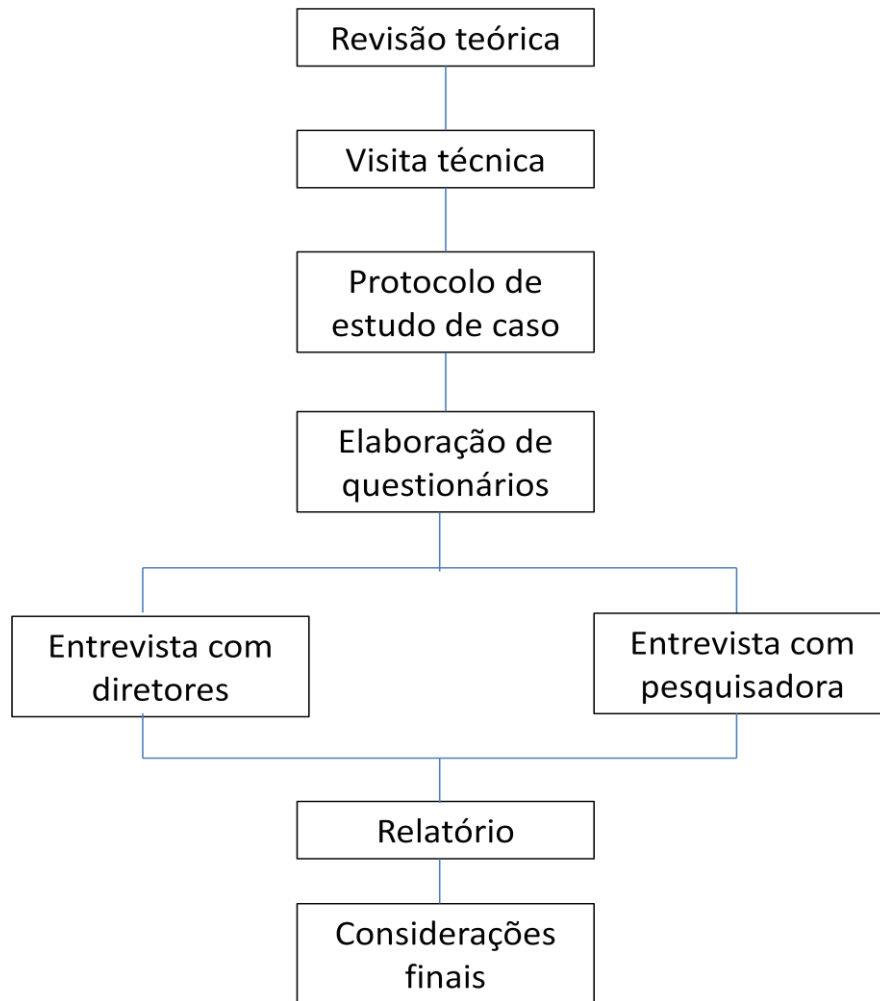 Revisão teórica
Visita técnica
Protocolo de
estudo de caso
Elaboração de
questionários
Entrevista com
diretores
Entrevista com
pesquisadora
Relatório
Considerações
finais